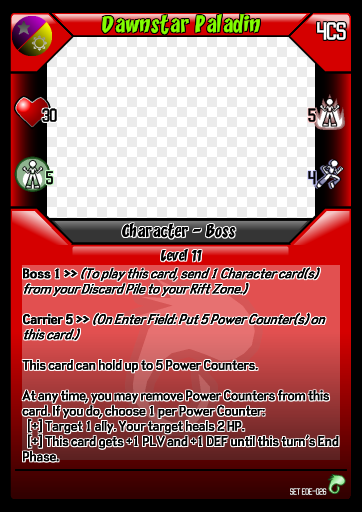 Dawnstar Paladin
4CS
30
5
5
4
Character - Boss
Level 11
Boss 1 >> (To play this card, send 1 Character card(s)
from your Discard Pile to your Rift Zone.)
Carrier 5 >> (On Enter Field: Put 5 Power Counter(s) on
this card.)
This card can hold up to 5 Power Counters.
At any time, you may remove Power Counters from this
card. If you do, choose 1 per Power Counter:
[+] Target 1 ally. Your target heals 2 HP.
[+] This card gets +1 PLV and +1 DEF until this turn's End
Phase.
SET EOE-026